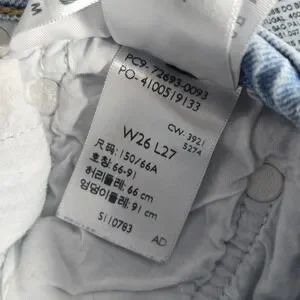 M
PC9- 72693-0093
PO- 4100519133
CW. 3921
5274
W26 L27
尺码: 150/66A
호칭: 66-91
허리둘레: 66 cm
엉덩이둘레: 91 cm
S110783
AD